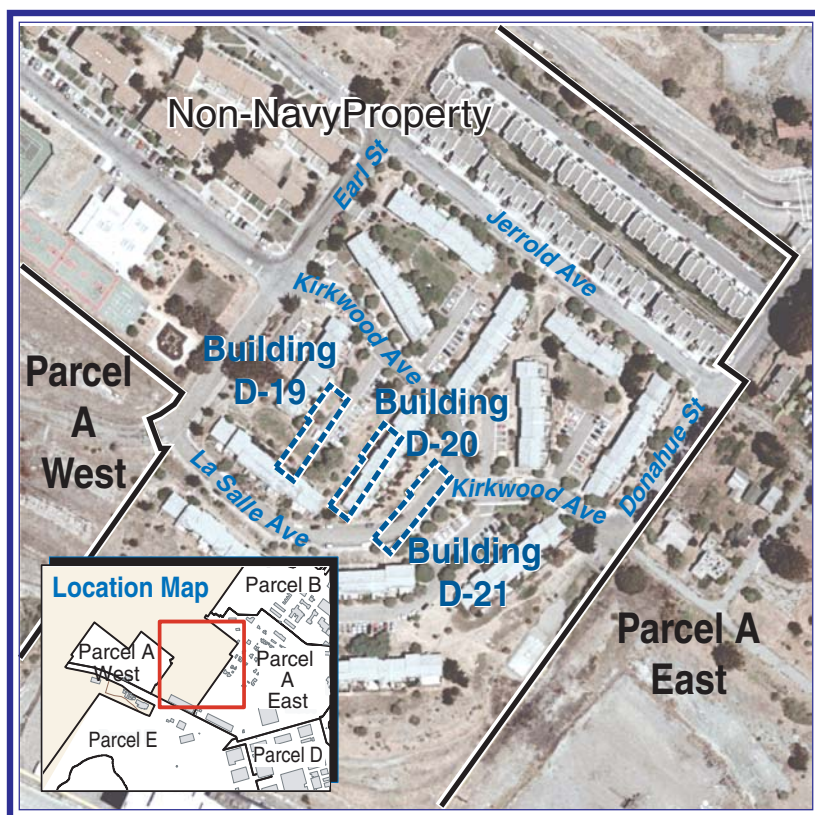 Non-NavyProperty
Earl St
Jerrold Ave
Kirkwood Ave
Building
D-19
Parcel
A
West
Building
D-20
Donahue St
La Salle Ave
Kirkwood Ave
Building
D-21
Parcel A
East
Location Map
Parcel B
Parcel A
West
Parcel
A
East
Parcel E
Parcel D